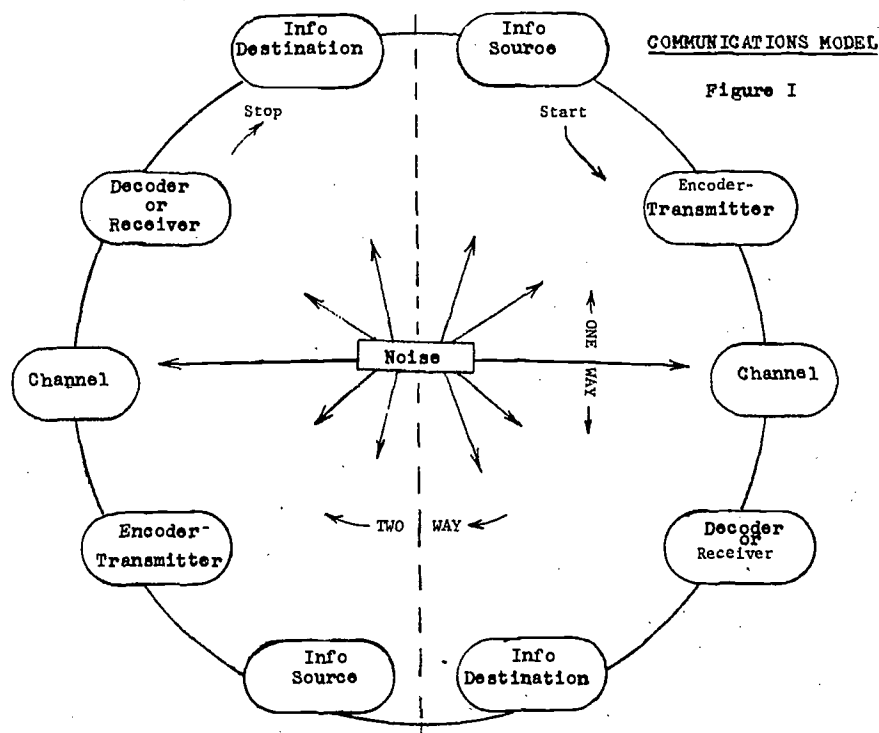 COMMUNICATIONS MODEL
Figure I
Info
Destination
Info
Source
Stop
Start
Decoder
or
Receiver
Encoder-
Transmitter
ONE WAY
Noise
Channel
Channel
TWO WAY
Encoder-
Transmitter
Decoder
or
Receiver
Info
Source
Info
Destination